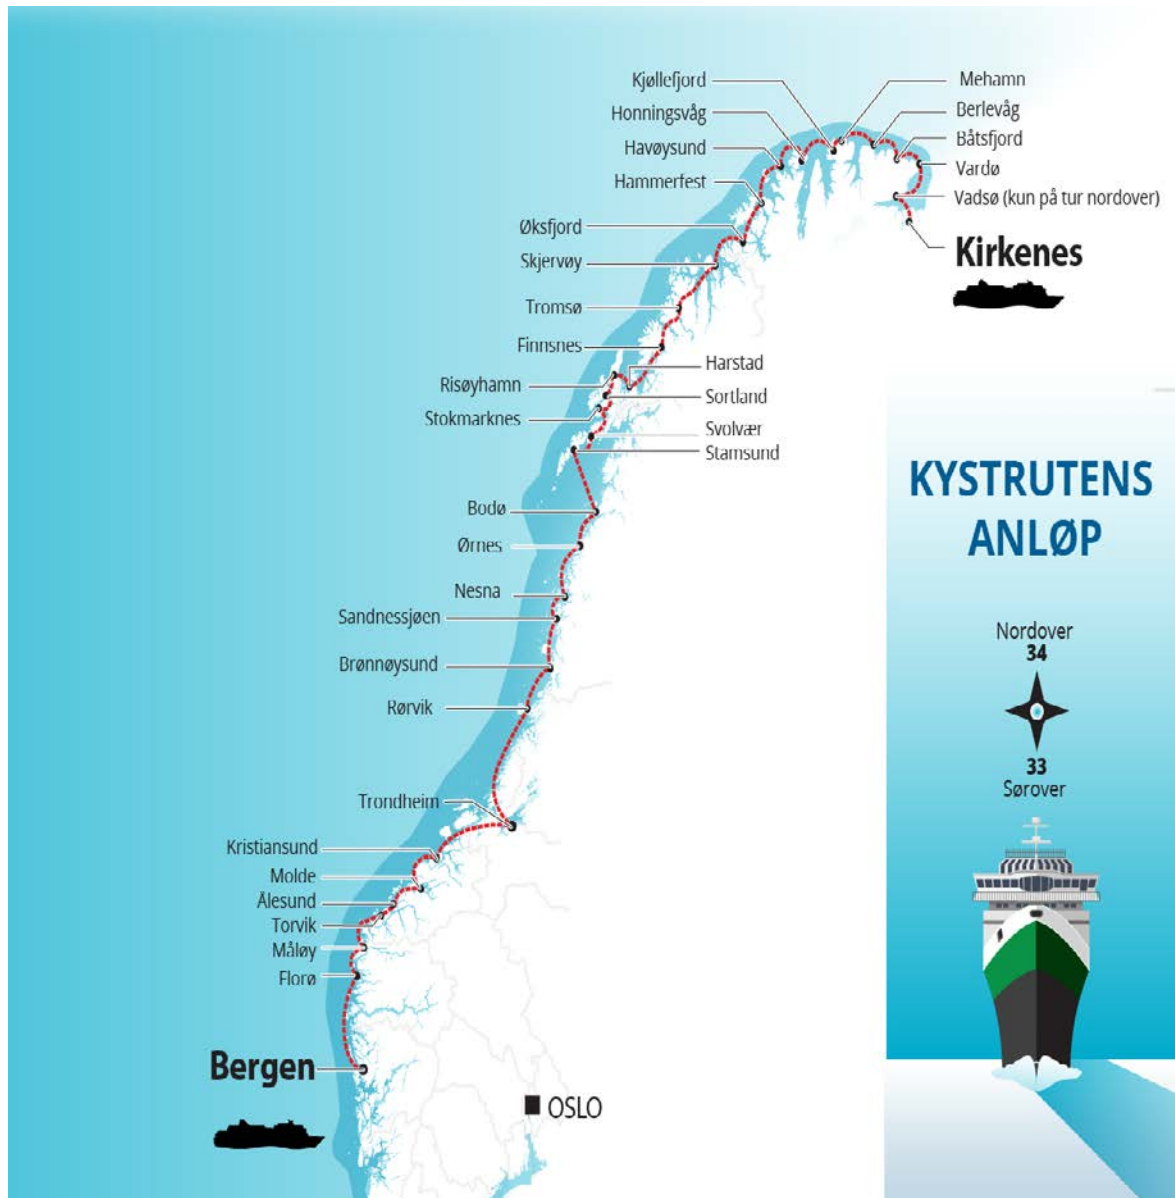 Kjøllefjord
Mehamn
Honningsvåg
Berlevåg
Havøysund
Båtsfjord
Hammerfest
Vardø
Vadsø (kun på tur nordover)
Øksfjord
Kirkenes
Skjervøy
Tromsø
Finnsnes
Harstad
Risøyhamn
Sortland
Stokmarknes
Svolvær
Stamsund
Bodø
Ørnes
Nesna
Sandnessjøen
Brønnøysund
Rørvik
Trondheim
Kristiansund
Molde
Ålesund
Torvik
Måløy
Florø
Bergen
OSLO
KYSTRUTENS
ANLØP
Nordover
34
33
Sørover